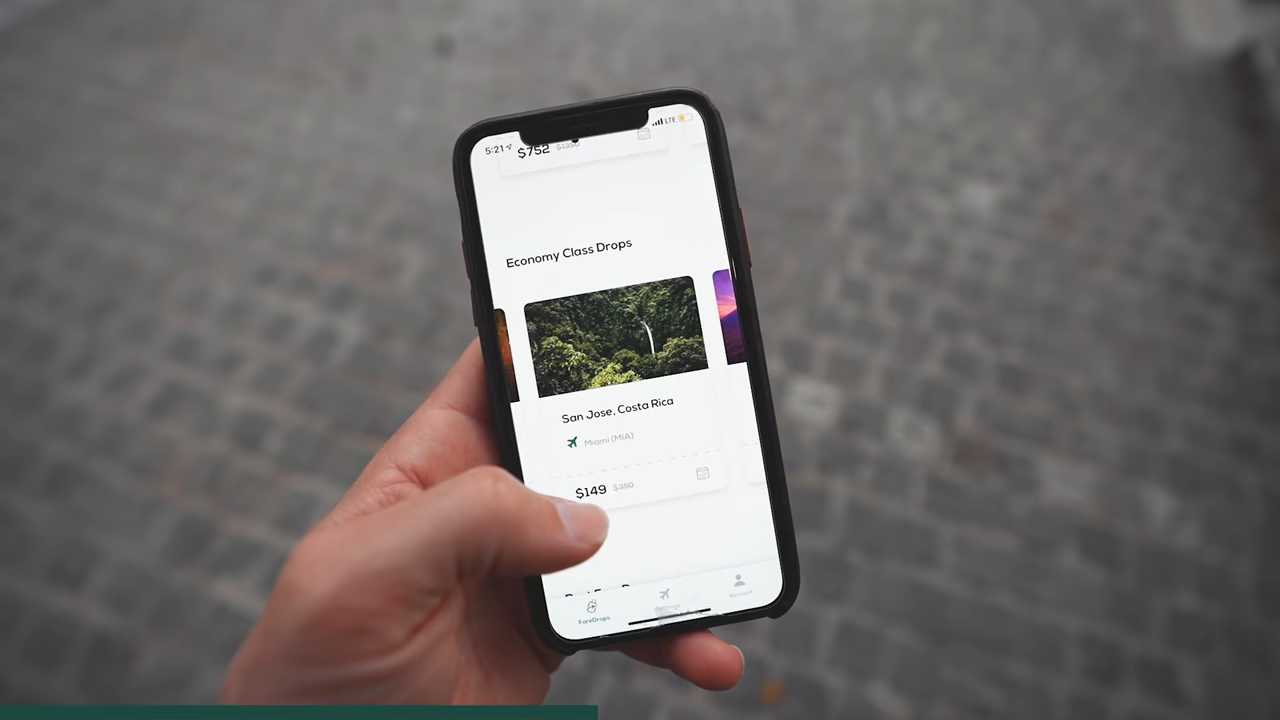 5:21 LTE
$752 $1350
Economy Class Drops
San Jose, Costa Rica
Miami (MIA)
$149 $350
FareDrops
Account